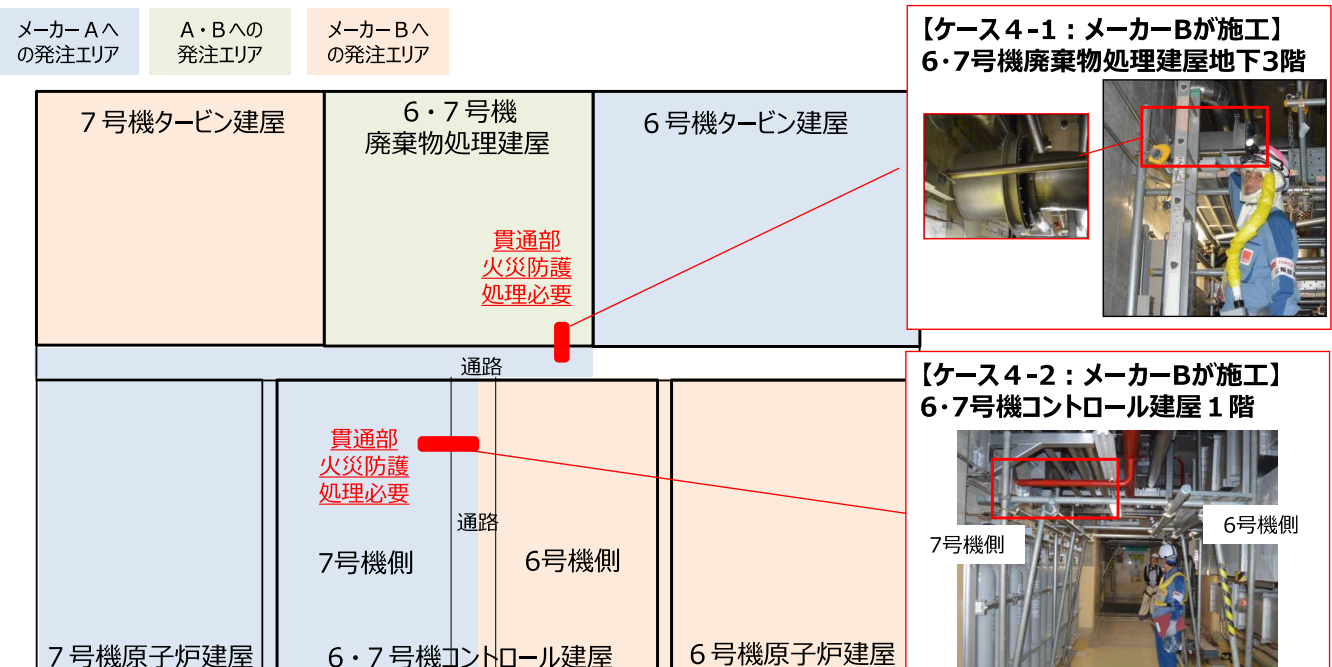 メーカーAへ
の発注エリア
A・Bへの
発注エリア
メーカーBへ
の発注エリア
7号機タービン建屋
6・7号機
廃棄物処理建屋
6号機タービン建屋
貫通部
火災防護
処理必要
通路
貫通部
火災防護
処理必要
通路
7号機側
6号機側
7号機原子炉建屋
6・7号機コントロール建屋
6号機原子炉建屋
【ケース4-1：メーカーBが施工】
6・7号機廃棄物処理建屋地下3階
【ケース4-2：メーカーBが施工】
6・7号機コントロール建屋1階
7号機側
6号機側